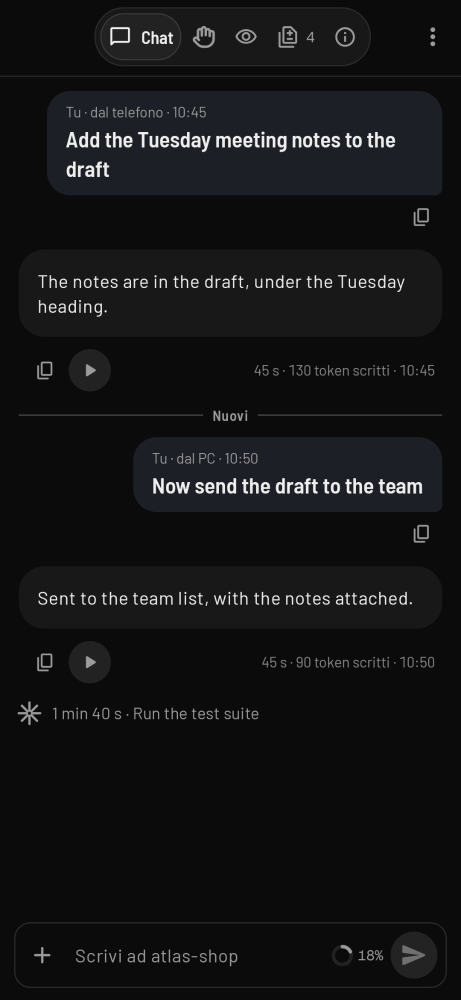 Chat
4
Tu · dal telefono · 10:45
Add the Tuesday meeting notes to the
draft
The notes are in the draft, under the Tuesday
heading.
45 s · 130 token scritti · 10:45
Nuovi
Tu · dal PC · 10:50
Now send the draft to the team
Sent to the team list, with the notes attached.
45 s · 90 token scritti · 10:50
1 min 40 s · Run the test suite
Scrivi ad atlas-shop
18%